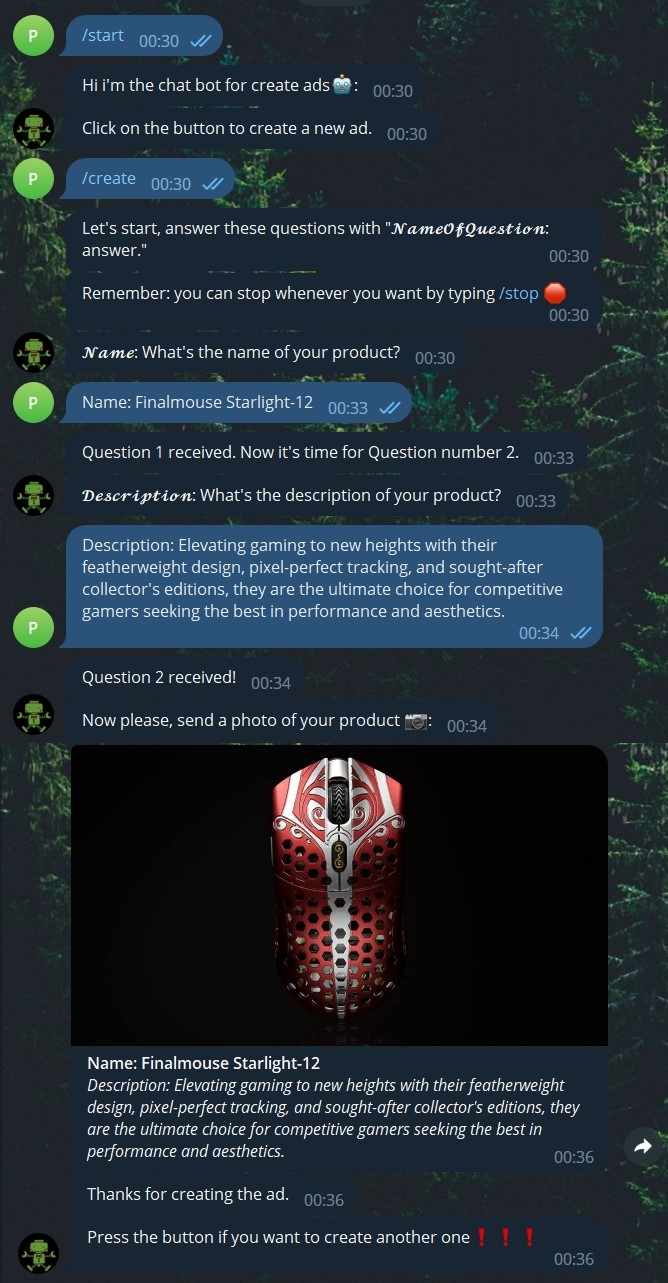 P
/start 00:30
Hi i'm the chat bot for create ads🤖: 00:30
Click on the button to create a new ad. 00:30
P
/create 00:30
Let's start, answer these questions with "𝓝𝓪𝓶𝓮𝓞𝓯𝓠𝓾𝓮𝓼𝓽𝓲𝓸𝓷:
answer." 00:30
Remember: you can stop whenever you want by typing /stop 🛑
00:30
𝓝𝓪𝓶𝓮: What's the name of your product? 00:30
P
Name: Finalmouse Starlight-12 00:33
Question 1 received. Now it's time for Question number 2. 00:33
𝓓𝓮𝓼𝓬𝓻𝓲𝓹𝓽𝓲𝓸𝓷: What's the description of your product? 00:33
Description: Elevating gaming to new heights with their
featherweight design, pixel-perfect tracking, and sought-after
collector's editions, they are the ultimate choice for competitive
gamers seeking the best in performance and aesthetics.
P
00:34
Question 2 received! 00:34
Now please, send a photo of your product 📷: 00:34
Name: Finalmouse Starlight-12
Description: Elevating gaming to new heights with their featherweight
design, pixel-perfect tracking, and sought-after collector's editions, they
are the ultimate choice for competitive gamers seeking the best in
performance and aesthetics. 00:36
Thanks for creating the ad. 00:36
Press the button if you want to create another one❗❗❗
00:36